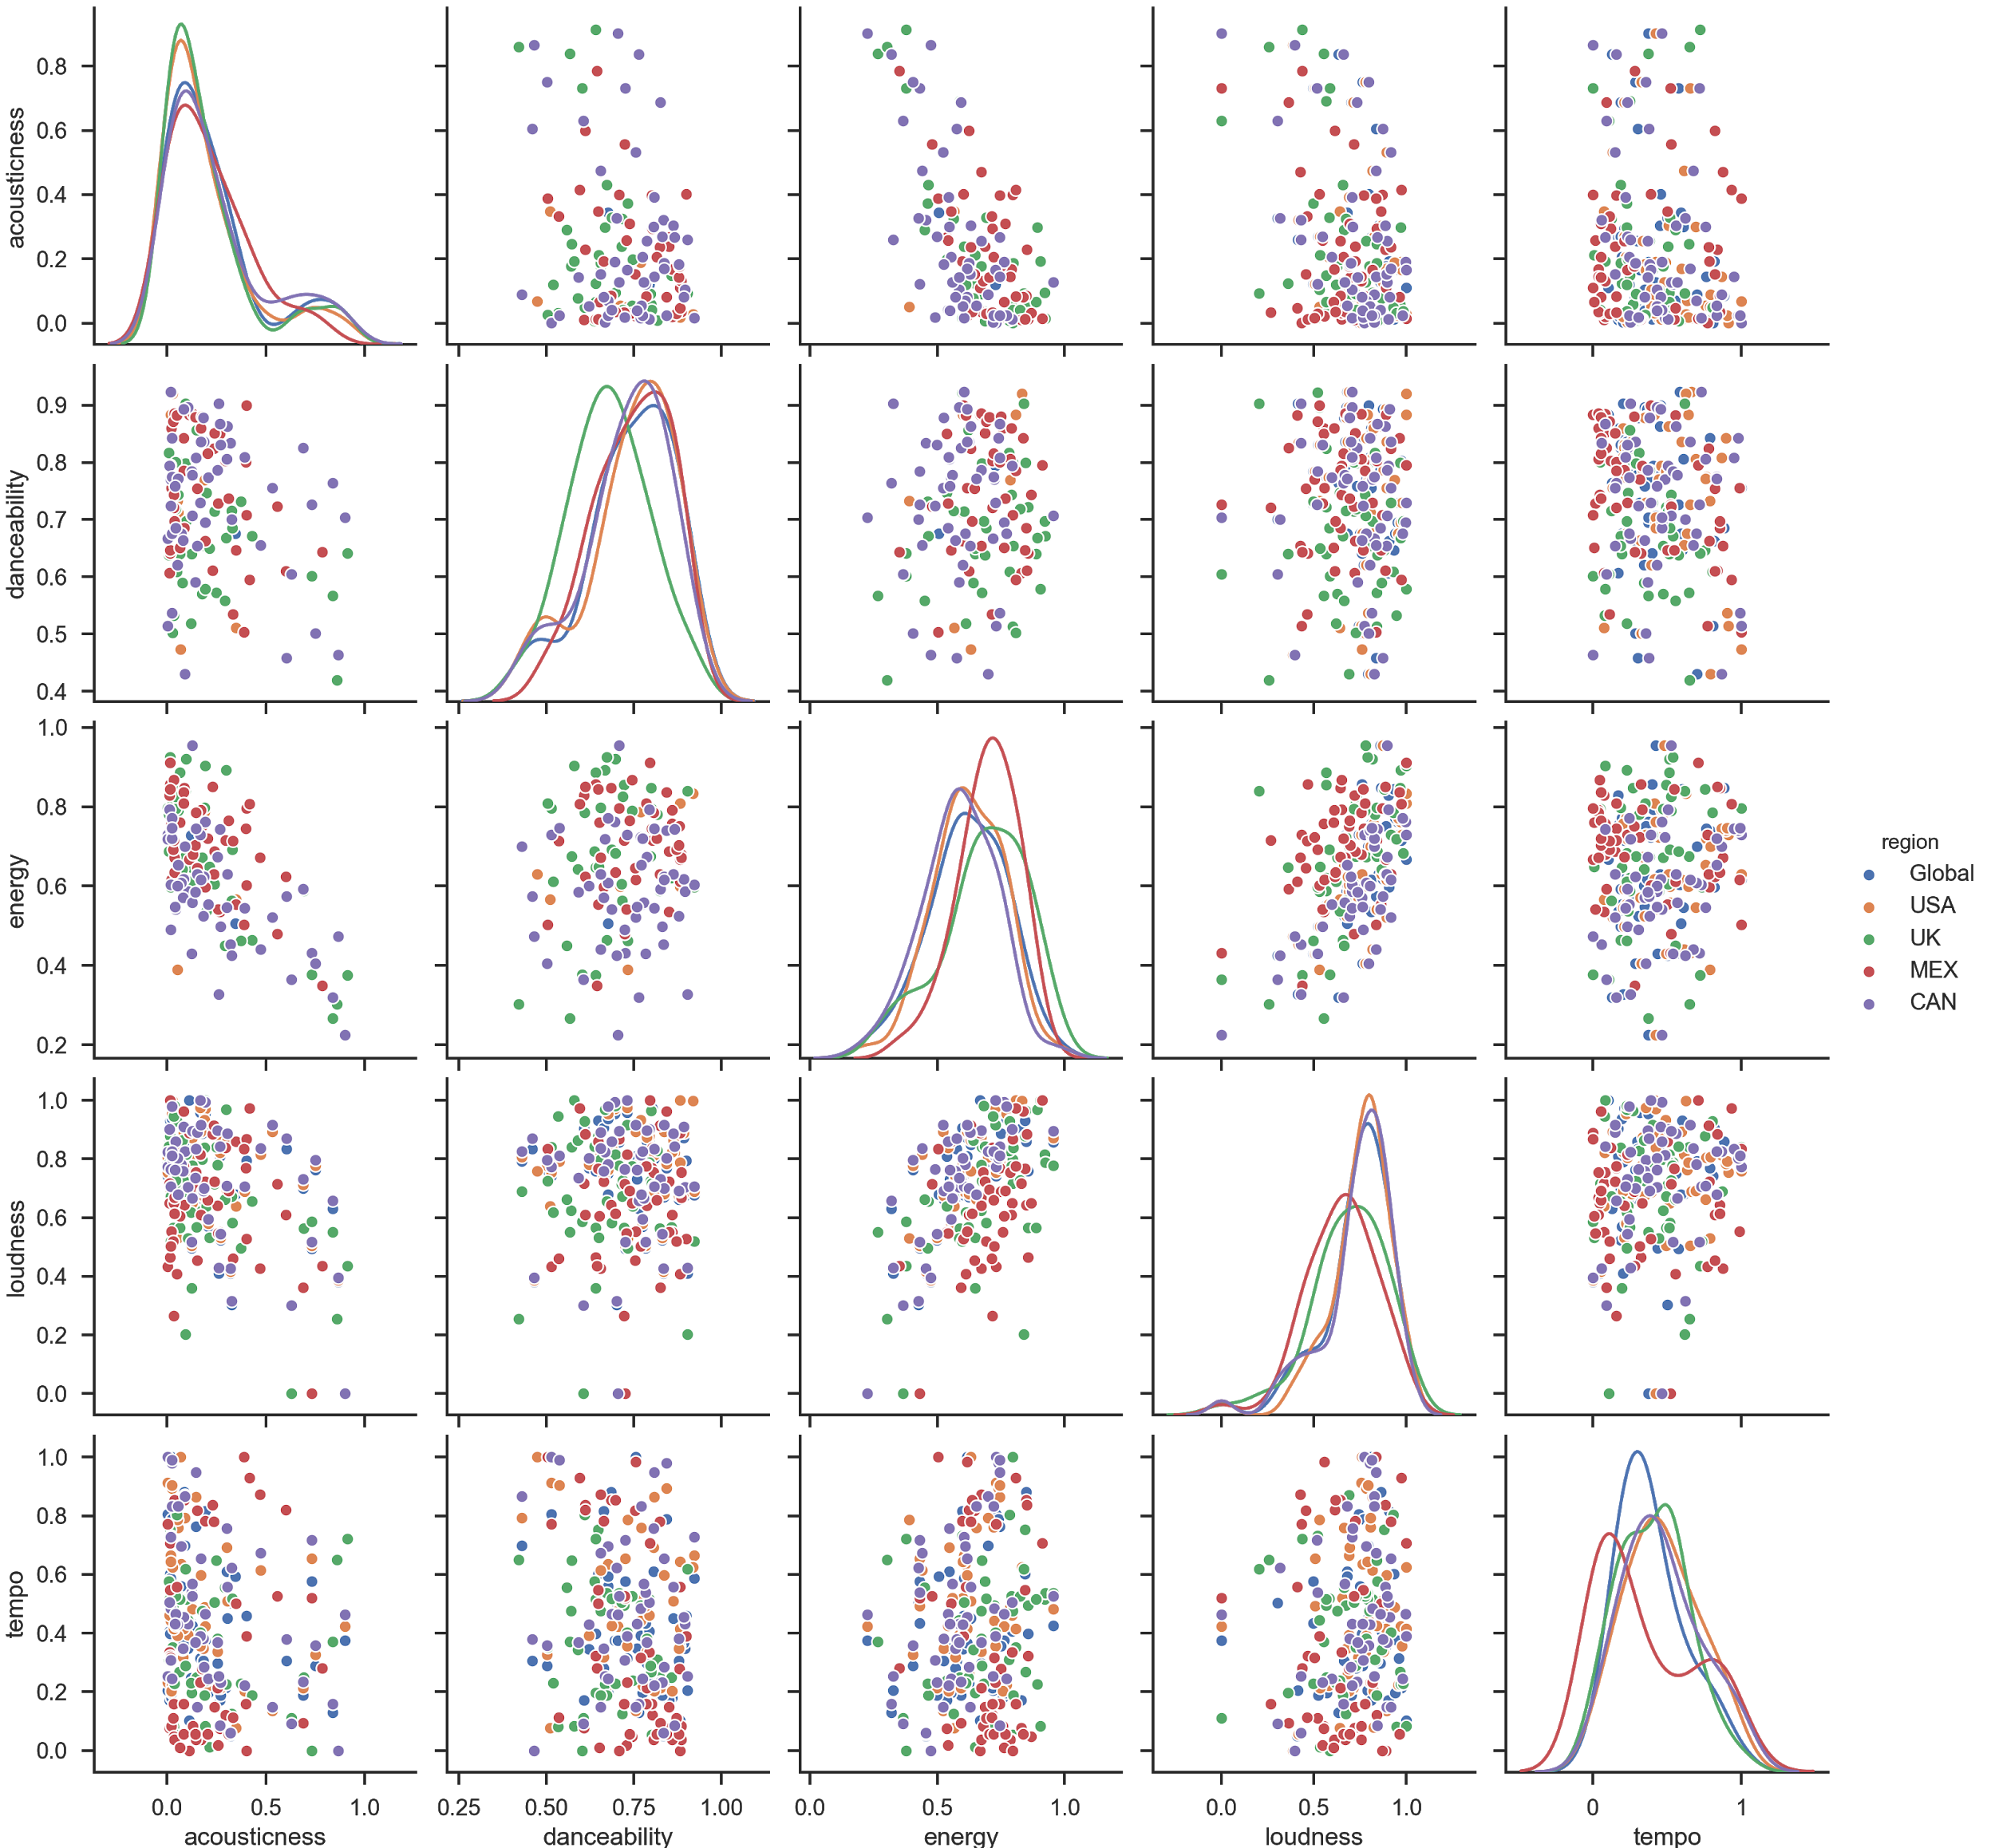 acousticness
0.8
0.6
0.4
0.2
0.0
danceability
0.9
0.8
0.7
0.6
0.5
0.4
energy
1.0
0.8
0.6
0.4
0.2
region
Global
USA
UK
MEX
CAN
loudness
1.0
0.8
0.6
0.4
0.2
0.0
tempo
1.0
0.8
0.6
0.4
0.2
0.0
0.0 0.5 1.0 0.25 0.50 0.75 1.00 0.0 0.5 1.0 0.0 0.5 1.0 0 1
acousticness danceability energy loudness tempo